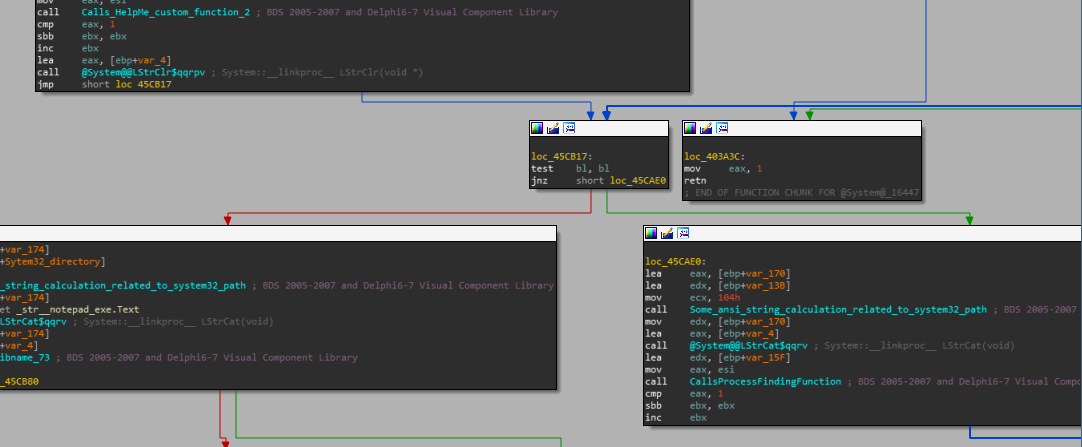 mov eax, esi
call Calls_HelpMe_custom_function_2 ; BDS 2005-2007 and Delphi6-7 Visual Component Library
cmp eax, 1
sbb ebx, ebx
inc ebx
lea eax, [ebp+var_4]
call @System@@LStrClr$qqrpv ; System::__linkproc__ LStrClr(void *)
jmp short loc_45CB17
loc_45CB17:
test bl, bl
jnz short loc_45CAE0
loc_403A3C:
mov eax, 1
retn
; END OF FUNCTION CHUNK FOR @System@_16447
+var_174]
+Sytem32_directory]
_string_calculation_related_to_system32_path ; BDS 2005-2007 and Delphi6-7 Visual Component Library
+var_174]
et _str__notepad_exe.Text
LStrCat$qqrv ; System::__linkproc__ LStrCat(void)
+var_174]
+var_4]
ibname_73 ; BDS 2005-2007 and Delphi6-7 Visual Component Library
_45CB80
loc_45CAE0:
lea eax, [ebp+var_170]
lea edx, [ebp+var_138]
mov ecx, 104h
call Some_ansi_string_calculation_related_to_system32_path ; BDS 2005-2007
mov edx, [ebp+var_170]
lea eax, [ebp+var_4]
call @System@@LStrCat$qqrv ; System::__linkproc__ LStrCat(void)
lea edx, [ebp+var_15F]
mov eax, esi
call CallsProcessFindingFunction ; BDS 2005-2007 and Delphi6-7 Visual Compo
cmp eax, 1
sbb ebx, ebx
inc ebx